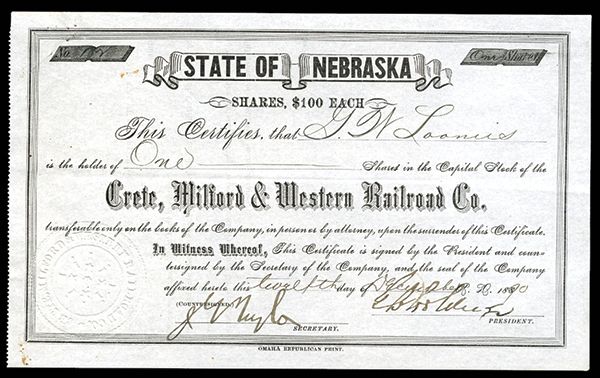 No.
One Shares
STATE OF NEBRASKA
SHARES, $100 EACH
This Certifies, that G. W. Loomis
is the holder of One Shares in the Capital Stock of the
Crete, Milford & Western Railroad Co.
transferable only on the books of the Company, in person or by attorney, upon the surrender of this Certificate.
In Witness Whereof, This Certificate is signed by the President and coun-
tersigned by the Secretary of the Company, and the seal of the Company
affixed hereto this twelfth day of A. D. 1880
(COUNTERSIGNED.)
SECRETARY.
PRESIDENT.
OMAHA REPUBLICAN PRINT.